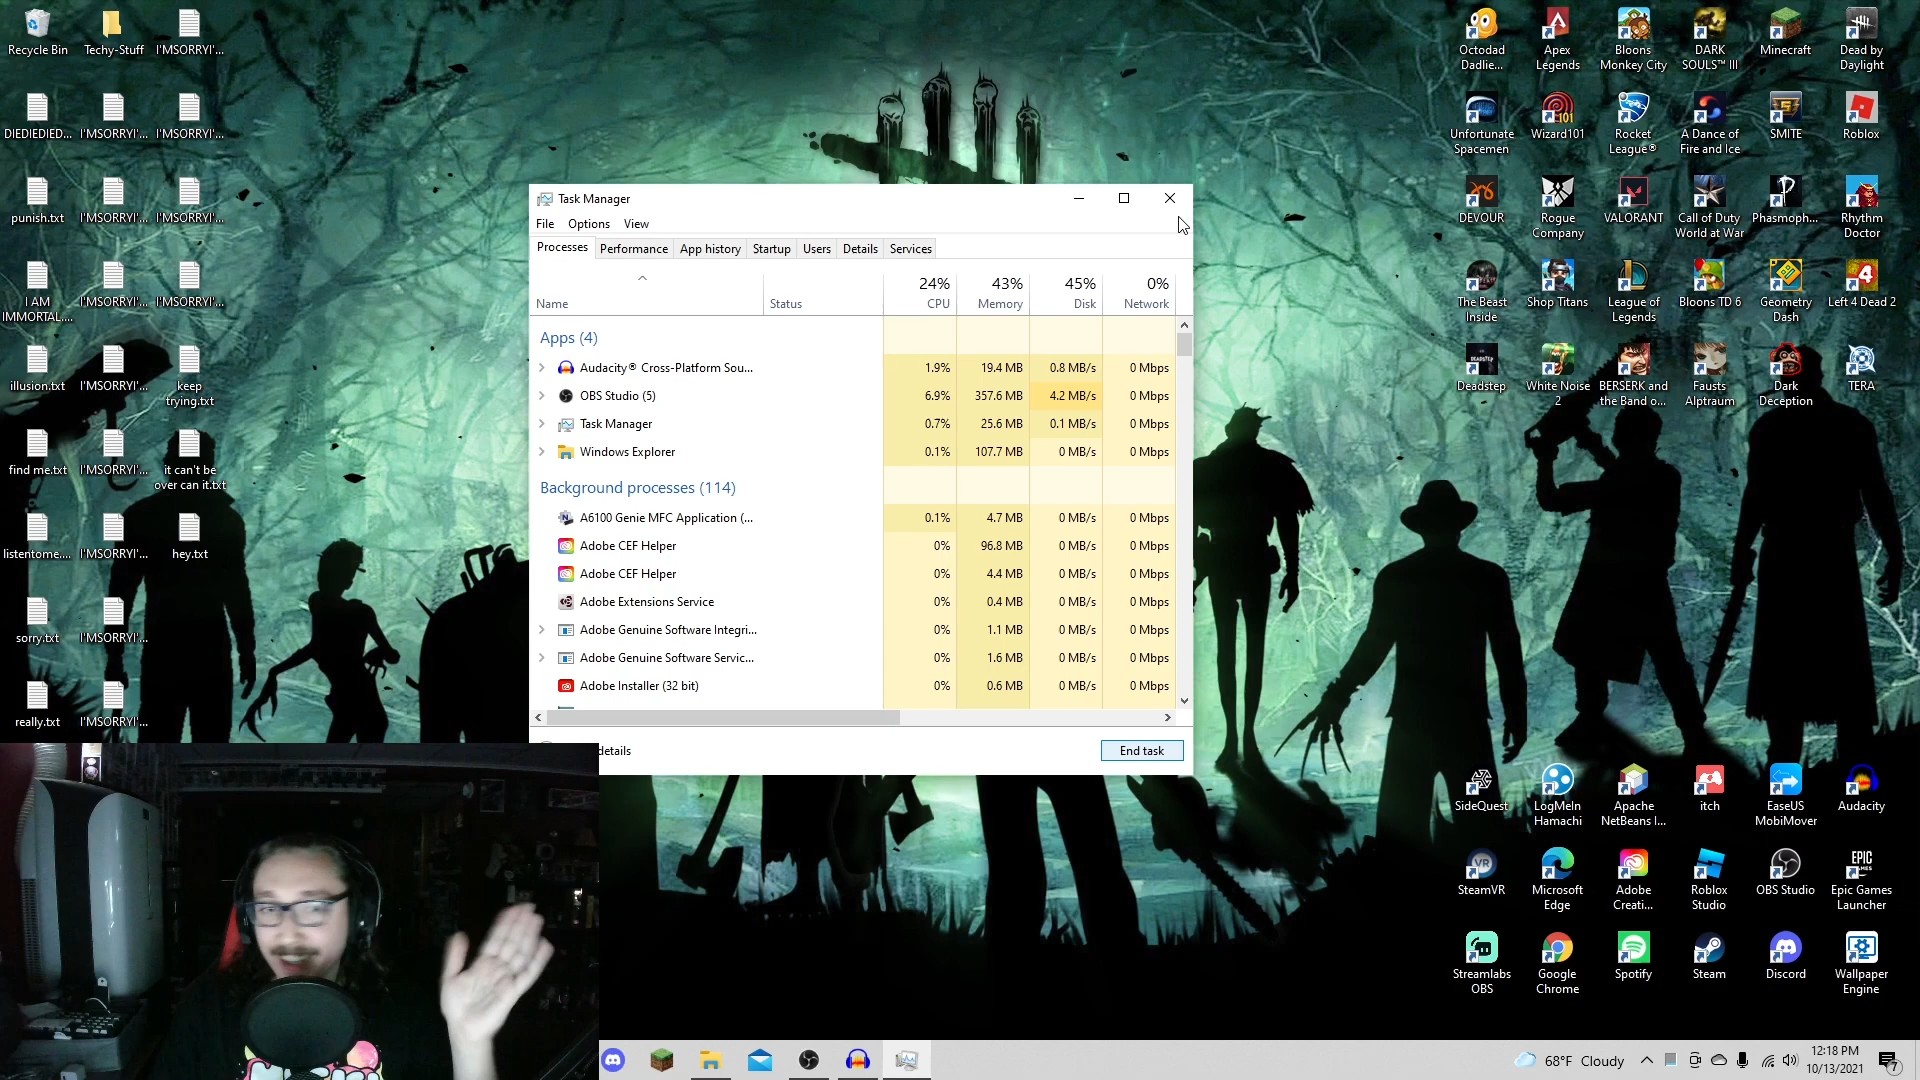 Recycle Bin
Techy-Stuff
I'MSORRYI'...
DIEDIEDIED...
I'MSORRYI'...
I'MSORRYI'...
punish.txt
I'MSORRYI'...
I'MSORRYI'...
I AM
IMMORTAL....
I'MSORRYI'...
I'MSORRYI'...
illusion.txt
I'MSORRYI'...
keep
trying.txt
find me.txt
I'MSORRYI'...
it can't be
over can it.txt
listentome....
I'MSORRYI'...
hey.txt
sorry.txt
I'MSORRYI'...
really.txt
I'MSORRYI'...
Task Manager
File Options View
Processes Performance App history Startup Users Details Services
24% 43% 45% 0%
Name Status CPU Memory Disk Network
Apps (4)
Audacity® Cross-Platform Sou... 1.9% 19.4 MB 0.8 MB/s 0 Mbps
OBS Studio (5) 6.9% 357.6 MB 4.2 MB/s 0 Mbps
Task Manager 0.7% 25.6 MB 0.1 MB/s 0 Mbps
Windows Explorer 0.1% 107.7 MB 0 MB/s 0 Mbps
Background processes (114)
A6100 Genie MFC Application (... 0.1% 4.7 MB 0 MB/s 0 Mbps
Adobe CEF Helper 0% 96.8 MB 0 MB/s 0 Mbps
Adobe CEF Helper 0% 4.4 MB 0 MB/s 0 Mbps
Adobe Extensions Service 0% 0.4 MB 0 MB/s 0 Mbps
Adobe Genuine Software Integri... 0% 1.1 MB 0 MB/s 0 Mbps
Adobe Genuine Software Servic... 0% 1.6 MB 0 MB/s 0 Mbps
Adobe Installer (32 bit) 0% 0.6 MB 0 MB/s 0 Mbps
details
End task
Octodad
Dadlie...
Apex
Legends
Bloons
Monkey City
DARK
SOULS™ III
Minecraft
Dead by
Daylight
Unfortunate
Spacemen
Wizard101
Rocket
League®
A Dance of
Fire and Ice
SMITE
Roblox
DEVOUR
Rogue
Company
VALORANT
Call of Duty
World at War
Phasmoph...
Rhythm
Doctor
The Beast
Inside
Shop Titans
League of
Legends
Bloons TD 6
Geometry
Dash
Left 4 Dead 2
Deadstep
White Noise
2
BERSERK and
the Band o...
Fausts
Alptraum
Dark
Deception
TERA
SideQuest
LogMeIn
Hamachi
Apache
NetBeans I...
itch
EaseUS
MobiMover
Audacity
SteamVR
Microsoft
Edge
Adobe
Creati...
Roblox
Studio
OBS Studio
Epic Games
Launcher
Streamlabs
OBS
Google
Chrome
Spotify
Steam
Discord
Wallpaper
Engine
68°F Cloudy
12:18 PM
10/13/2021
7